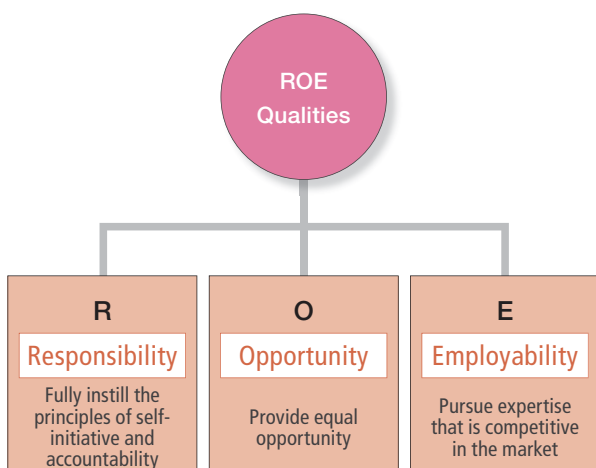 ROE
Qualities
R
Responsibility
Fully instill the
principles of self-
initiative and
accountability
O
Opportunity
Provide equal
opportunity
E
Employability
Pursue expertise
that is competitive
in the market